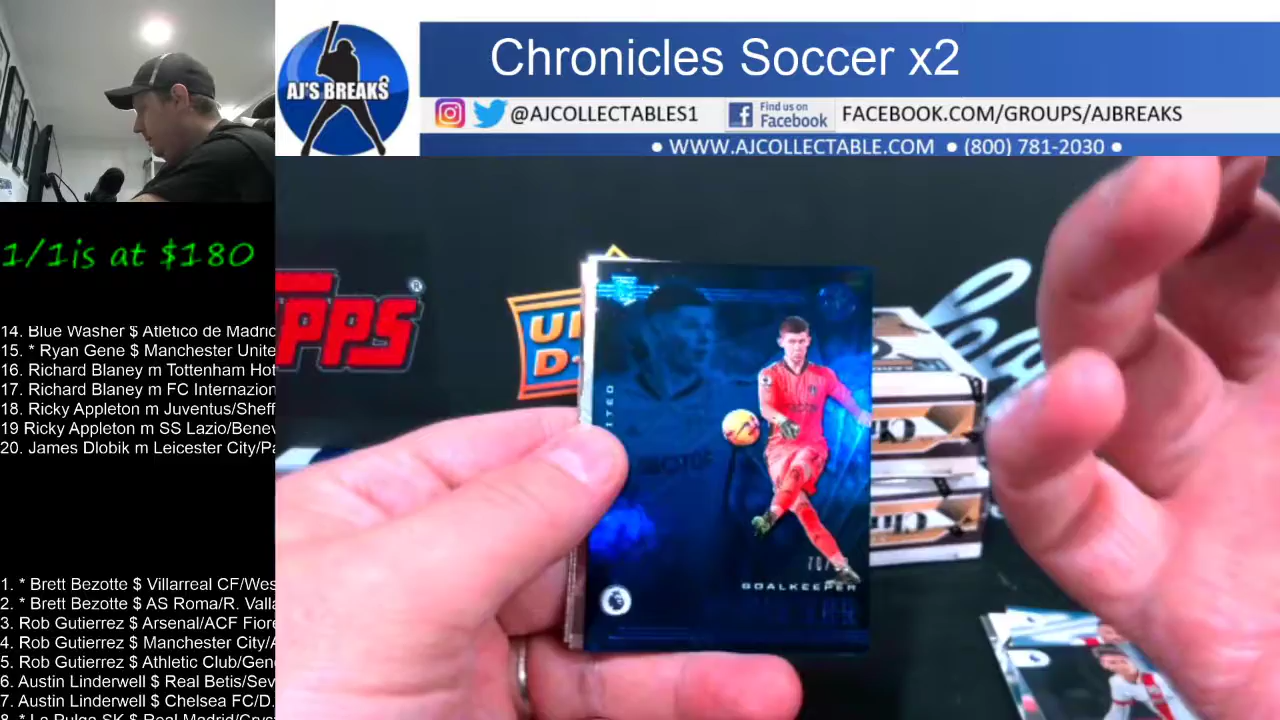 Chronicles Soccer x2
AJ'S BREAKS
@AJCOLLECTABLES1
Find us on
Facebook
FACEBOOK.COM/GROUPS/AJBREAKS
• WWW.AJCOLLECTABLE.COM • (800) 781-2030 •
1/1is at $180
14. Blue Washer $ Atletico de Madrid
15. * Ryan Gene $ Manchester Unite
16. Richard Blaney m Tottenham Hot
17. Richard Blaney m FC Internazion
18. Ricky Appleton m Juventus/Sheff
19 Ricky Appleton m SS Lazio/Benev
20. James Dlobik m Leicester City/Pa
1. * Brett Bezotte $ Villarreal CF/Wes
2. * Brett Bezotte $ AS Roma/R. Valla
3. Rob Gutierrez $ Arsenal/ACF Fiore
4. Rob Gutierrez $ Manchester City/A
5. Rob Gutierrez $ Athletic Club/Gen
6. Austin Linderwell $ Real Betis/Sev
7. Austin Linderwell $ Chelsea FC/D.
8. * La Pulga SK $ Real Madrid/Crys
PPS
®
U
D
ITED
GOALKEEPER